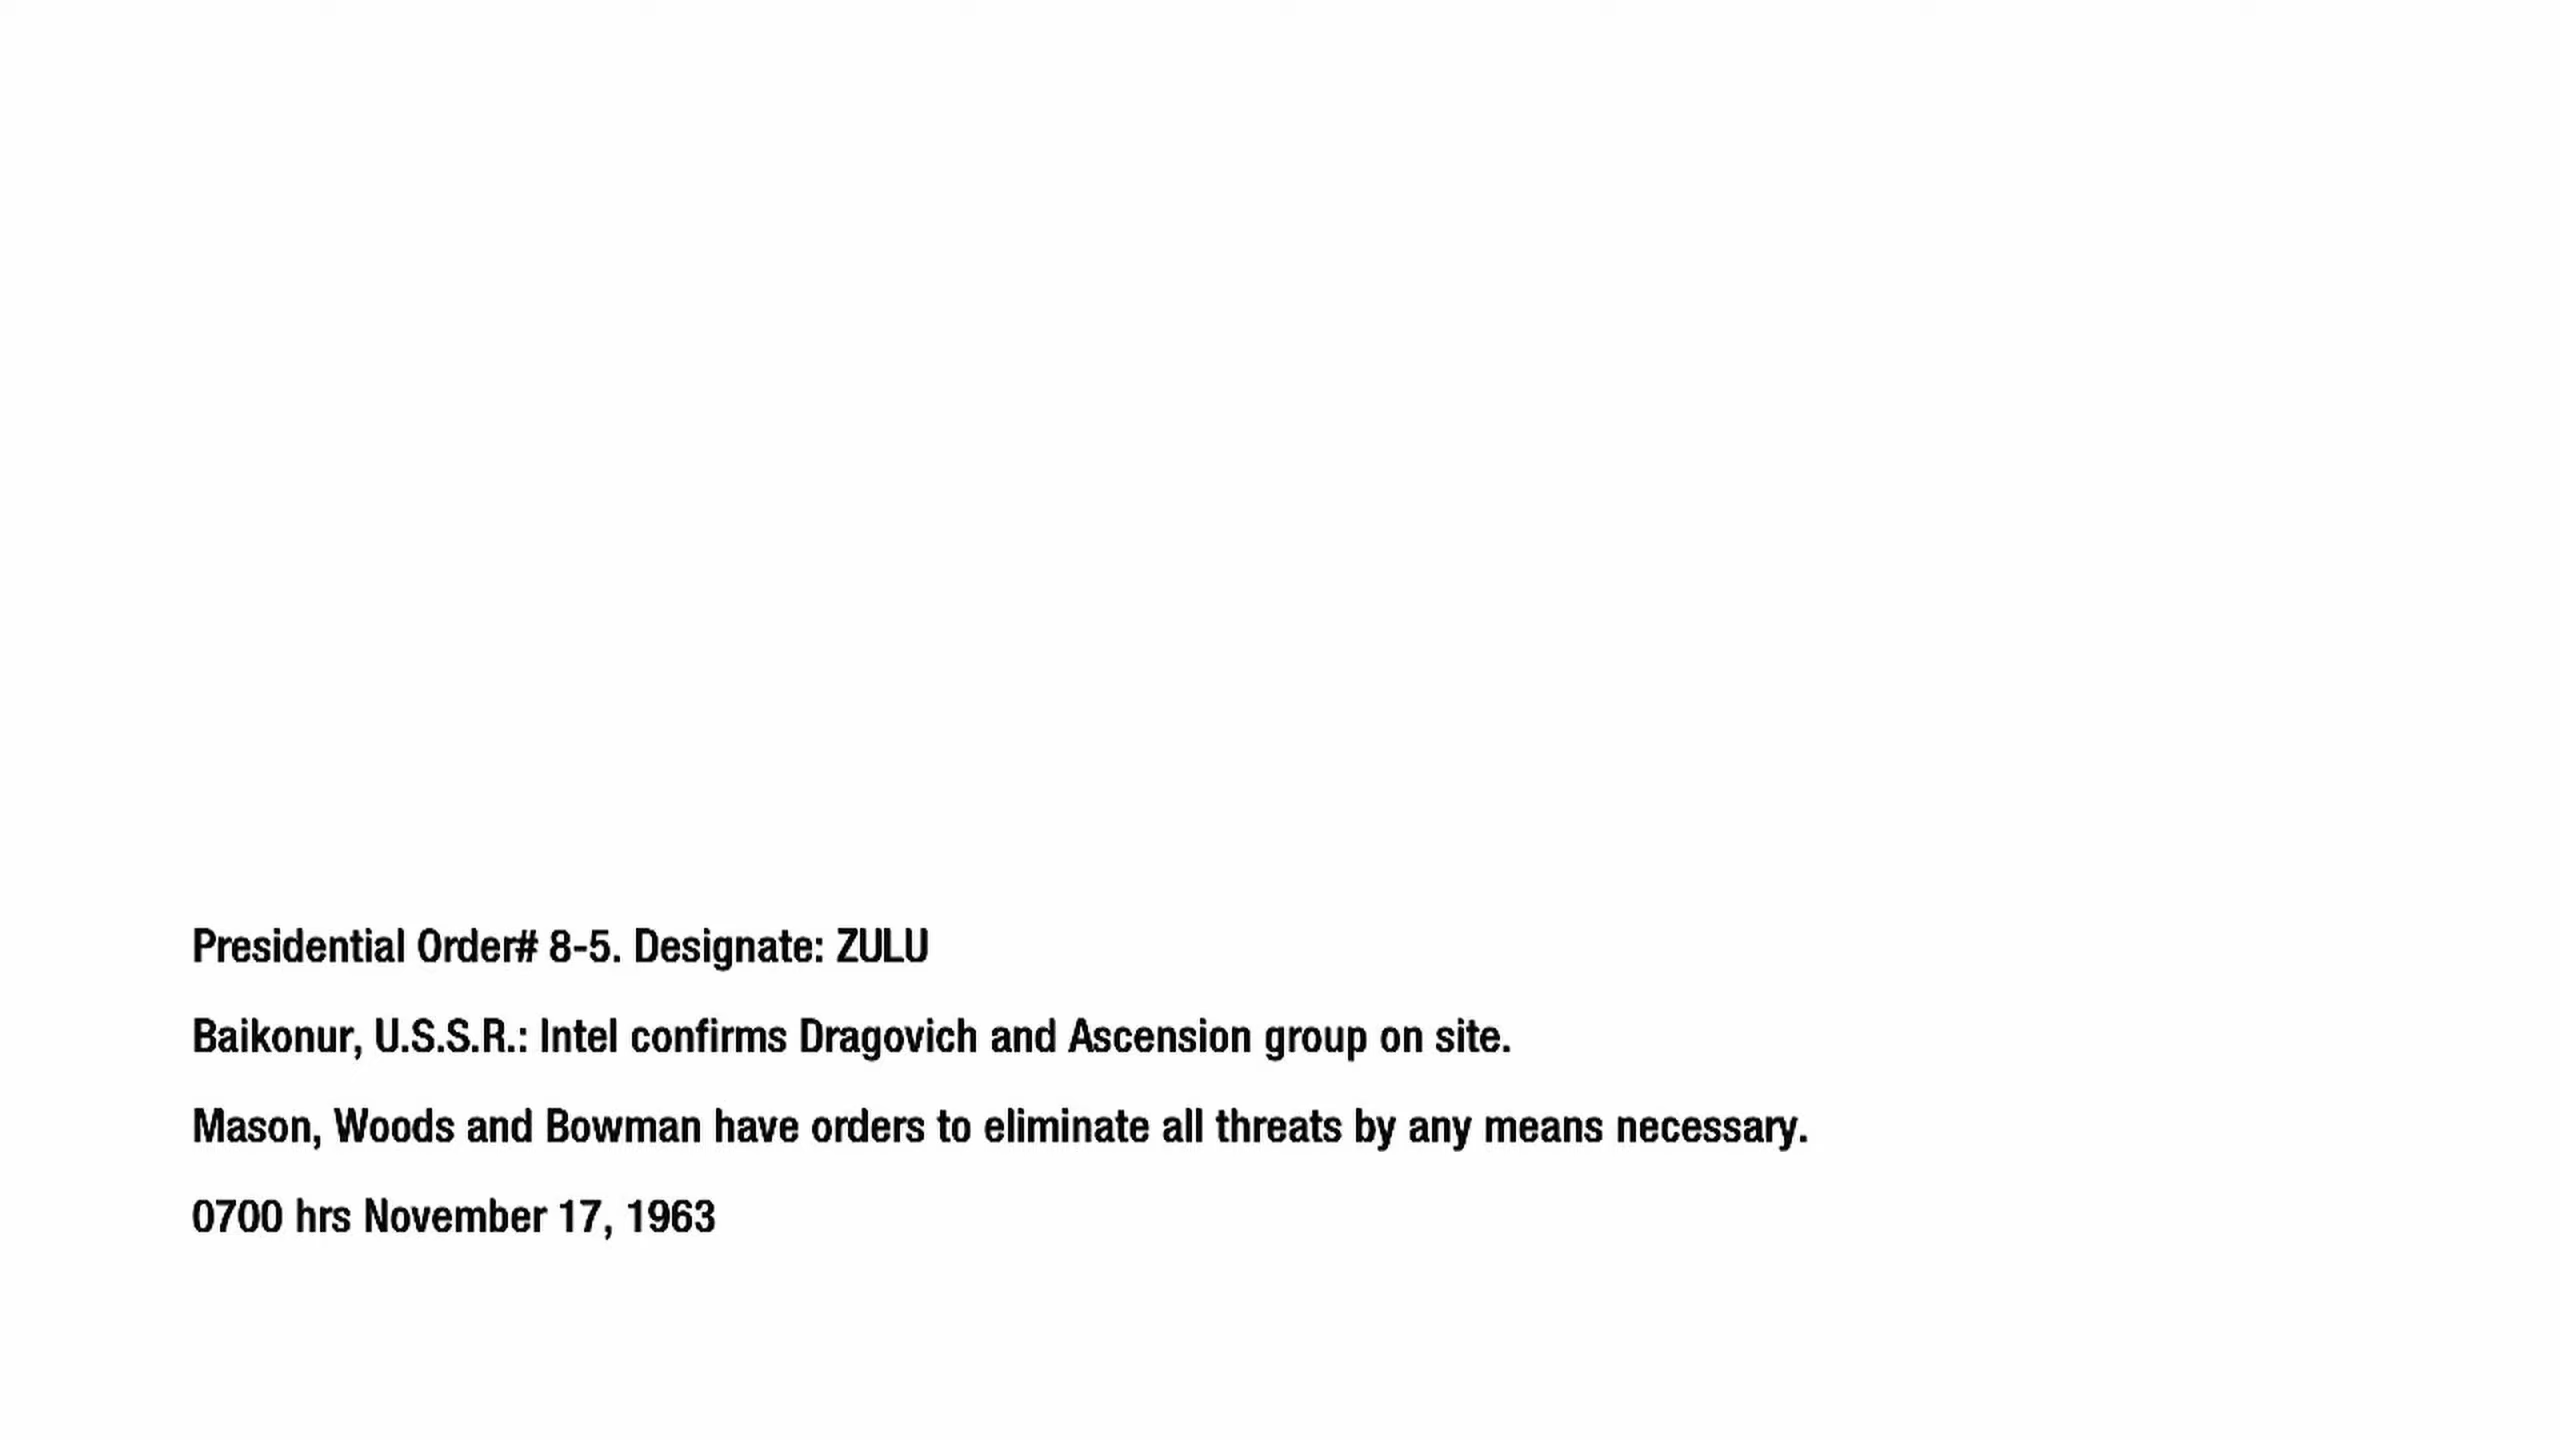 Presidential Order# 8-5. Designate: ZULU
Baikonur, U.S.S.R.: Intel confirms Dragovich and Ascension group on site.
Mason, Woods and Bowman have orders to eliminate all threats by any means necessary.
0700 hrs November 17, 1963